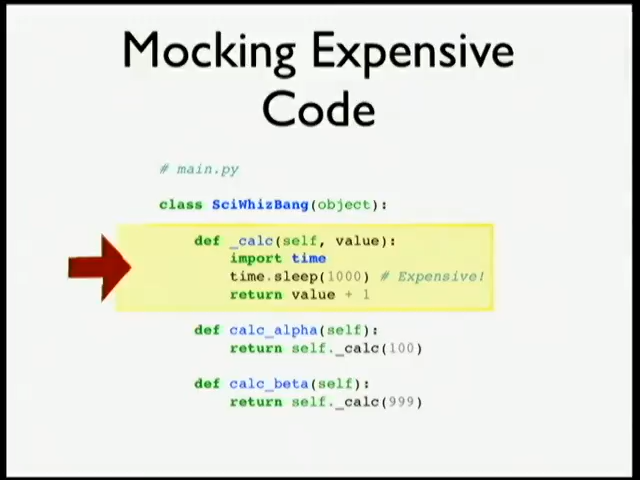 Mocking Expensive
Code
# main.py
class SciWhizBang(object):
def _calc(self, value):
import time
time.sleep(1000) # Expensive!
return value + 1
def calc_alpha(self):
return self._calc(100)
def calc_beta(self):
return self._calc(999)